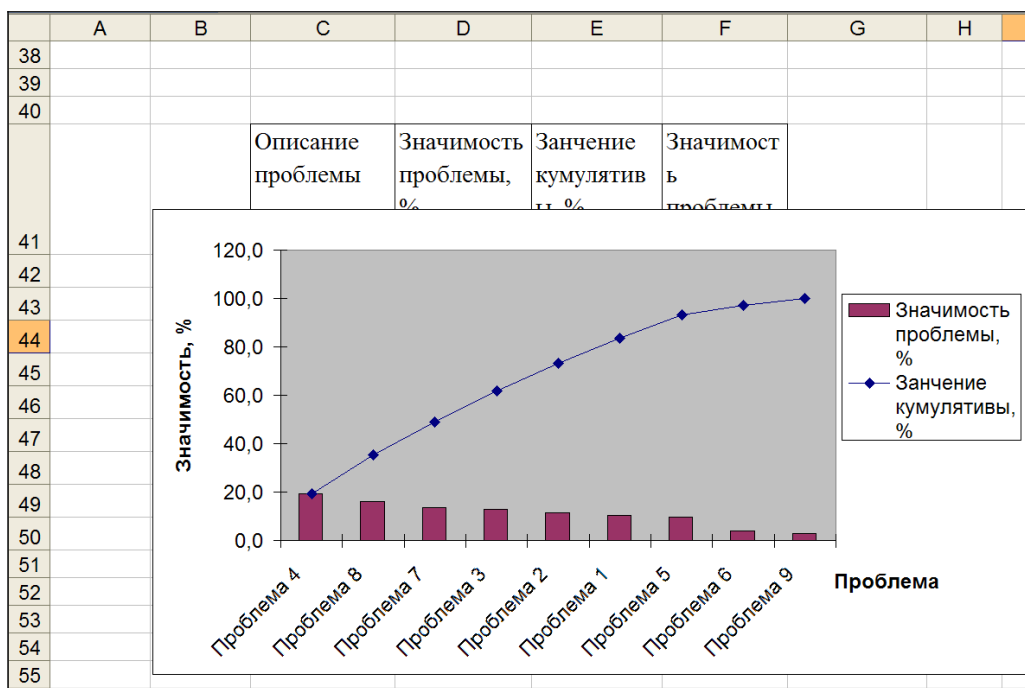 A B C D E F G H
38
39
40
Описание Значимость Занчение Значимост
проблемы проблемы, кумулятив ь
% ы, % проблемы
41
42
43
44
45
46
47
48
49
50
51
52
53
54
55
120,0
100,0
80,0
60,0
40,0
20,0
0,0
Значимость, %
Проблема 4
Проблема 8
Проблема 7
Проблема 3
Проблема 2
Проблема 1
Проблема 5
Проблема 6
Проблема 9
Проблема
Значимость
проблемы,
%
Занчение
кумулятивы,
%